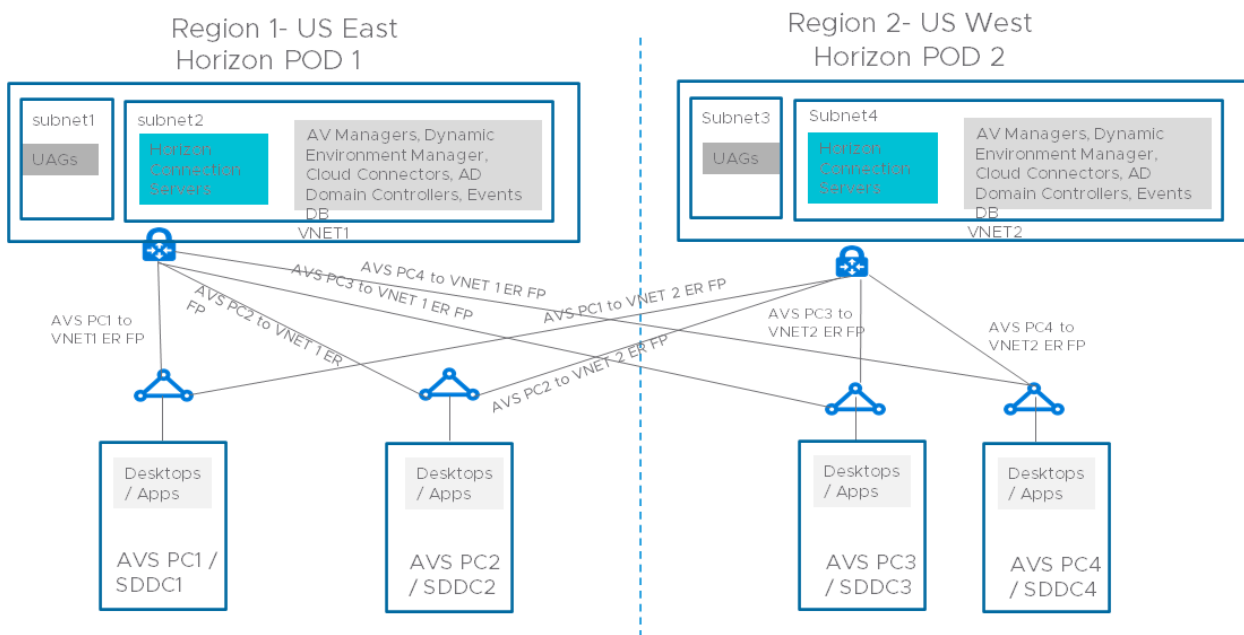 Region 1- US East
Horizon POD 1
Region 2- US West
Horizon POD 2
subnet1
UAGs
subnet2
Horizon
Connection
Servers
AV Managers, Dynamic
Environment Manager,
Cloud Connectors, AD
Domain Controllers, Events
DB
VNET1
Subnet3
UAGs
Subnet4
Horizon
Connection
Servers
AV Managers, Dynamic
Environment Manager,
Cloud Connectors, AD
Domain Controllers, Events
DB
VNET2
AVS PC1 to
VNET1 ER FP
AVS PC2 to VNET 1 ER
FP
AVS PC3 to VNET 1 ER FP
AVS PC4 to VNET 1 ER FP
AVS PC1 to VNET 2 ER FP
AVS PC2 to VNET 2 ER FP
AVS PC3 to
VNET2 ER FP
AVS PC4 to
VNET2 ER FP
Desktops
/ Apps
AVS PC1 /
SDDC1
Desktops
/ Apps
AVS PC2
/ SDDC2
Desktops
/ Apps
AVS PC3
/ SDDC3
Desktops
/ Apps
AVS PC4
/ SDDC4